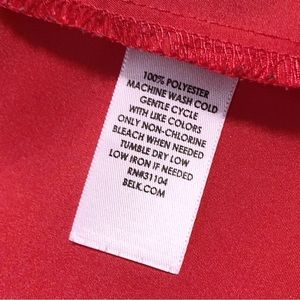 100% POLYESTER
MACHINE WASH COLD
GENTLE CYCLE
WITH LIKE COLORS
ONLY NON-CHLORINE
BLEACH WHEN NEEDED
TUMBLE DRY LOW
LOW IRON IF NEEDED
RN#31104
BELK.COM